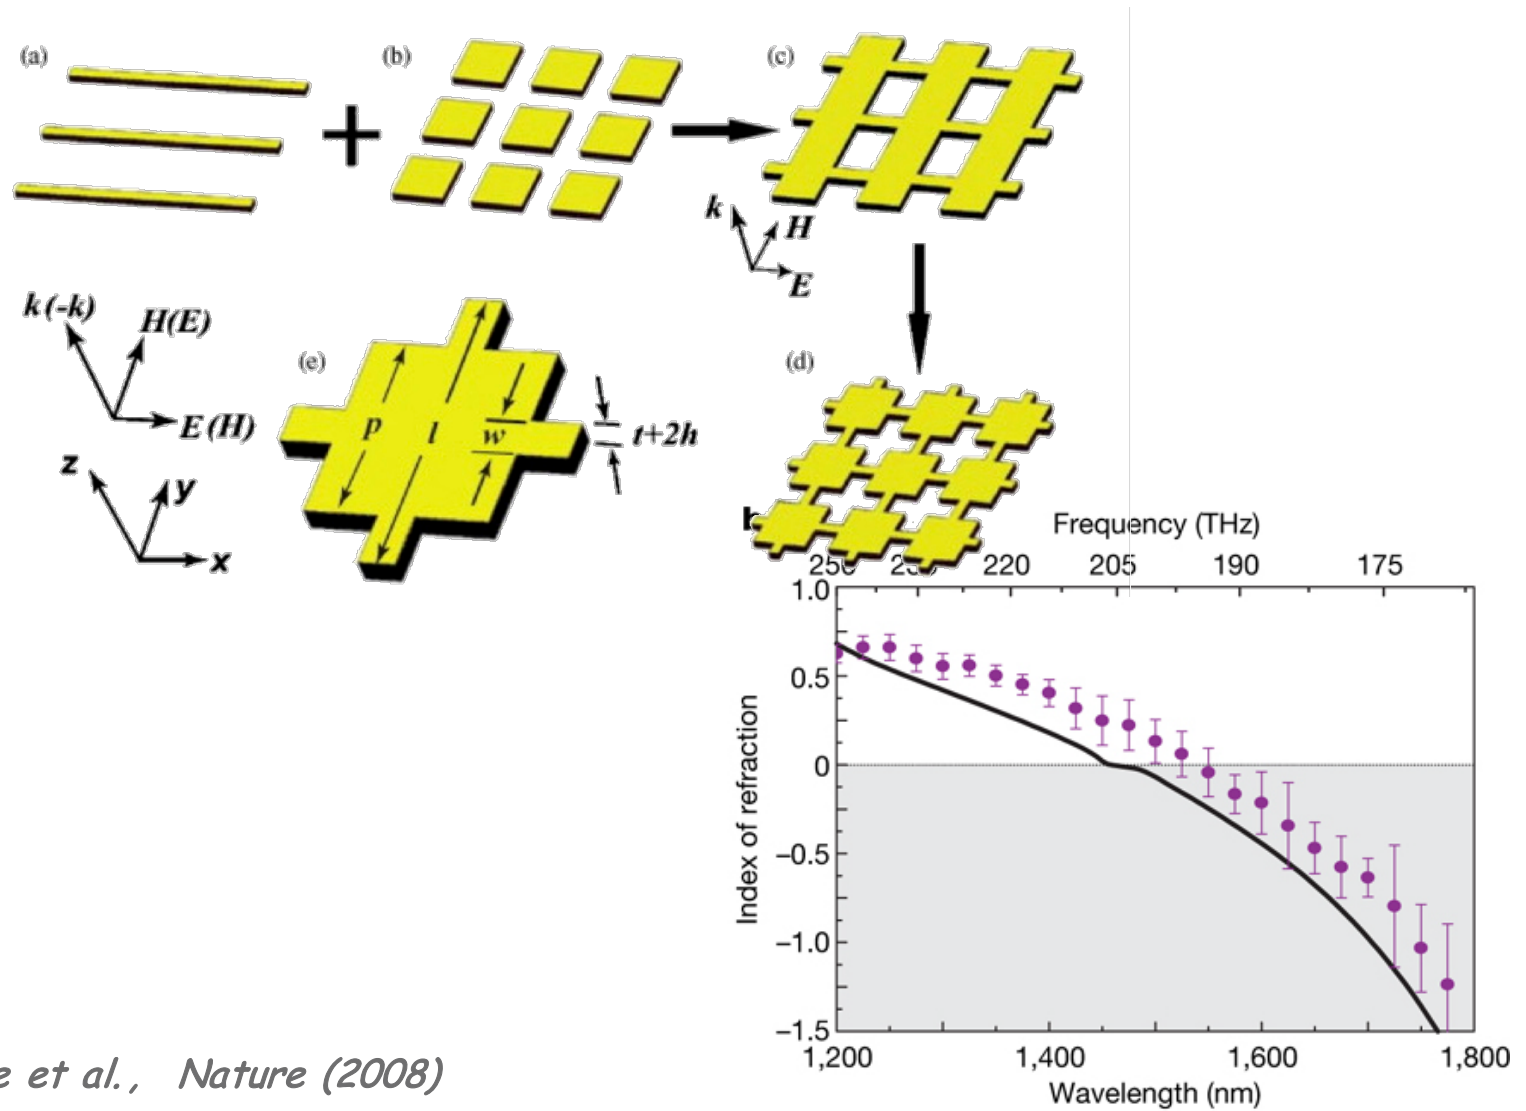 (a)
(b)
(c)
k
H
E
k(-k)
H(E)
E(H)
z
y
x
(e)
p
l
w
t+2h
(d)
b
Frequency (THz)
250 220 205 190 175
1.0
0.5
0
−0.5
−1.0
−1.5
Index of refraction
1,200 1,400 1,600 1,800
Wavelength (nm)
et al., Nature (2008)